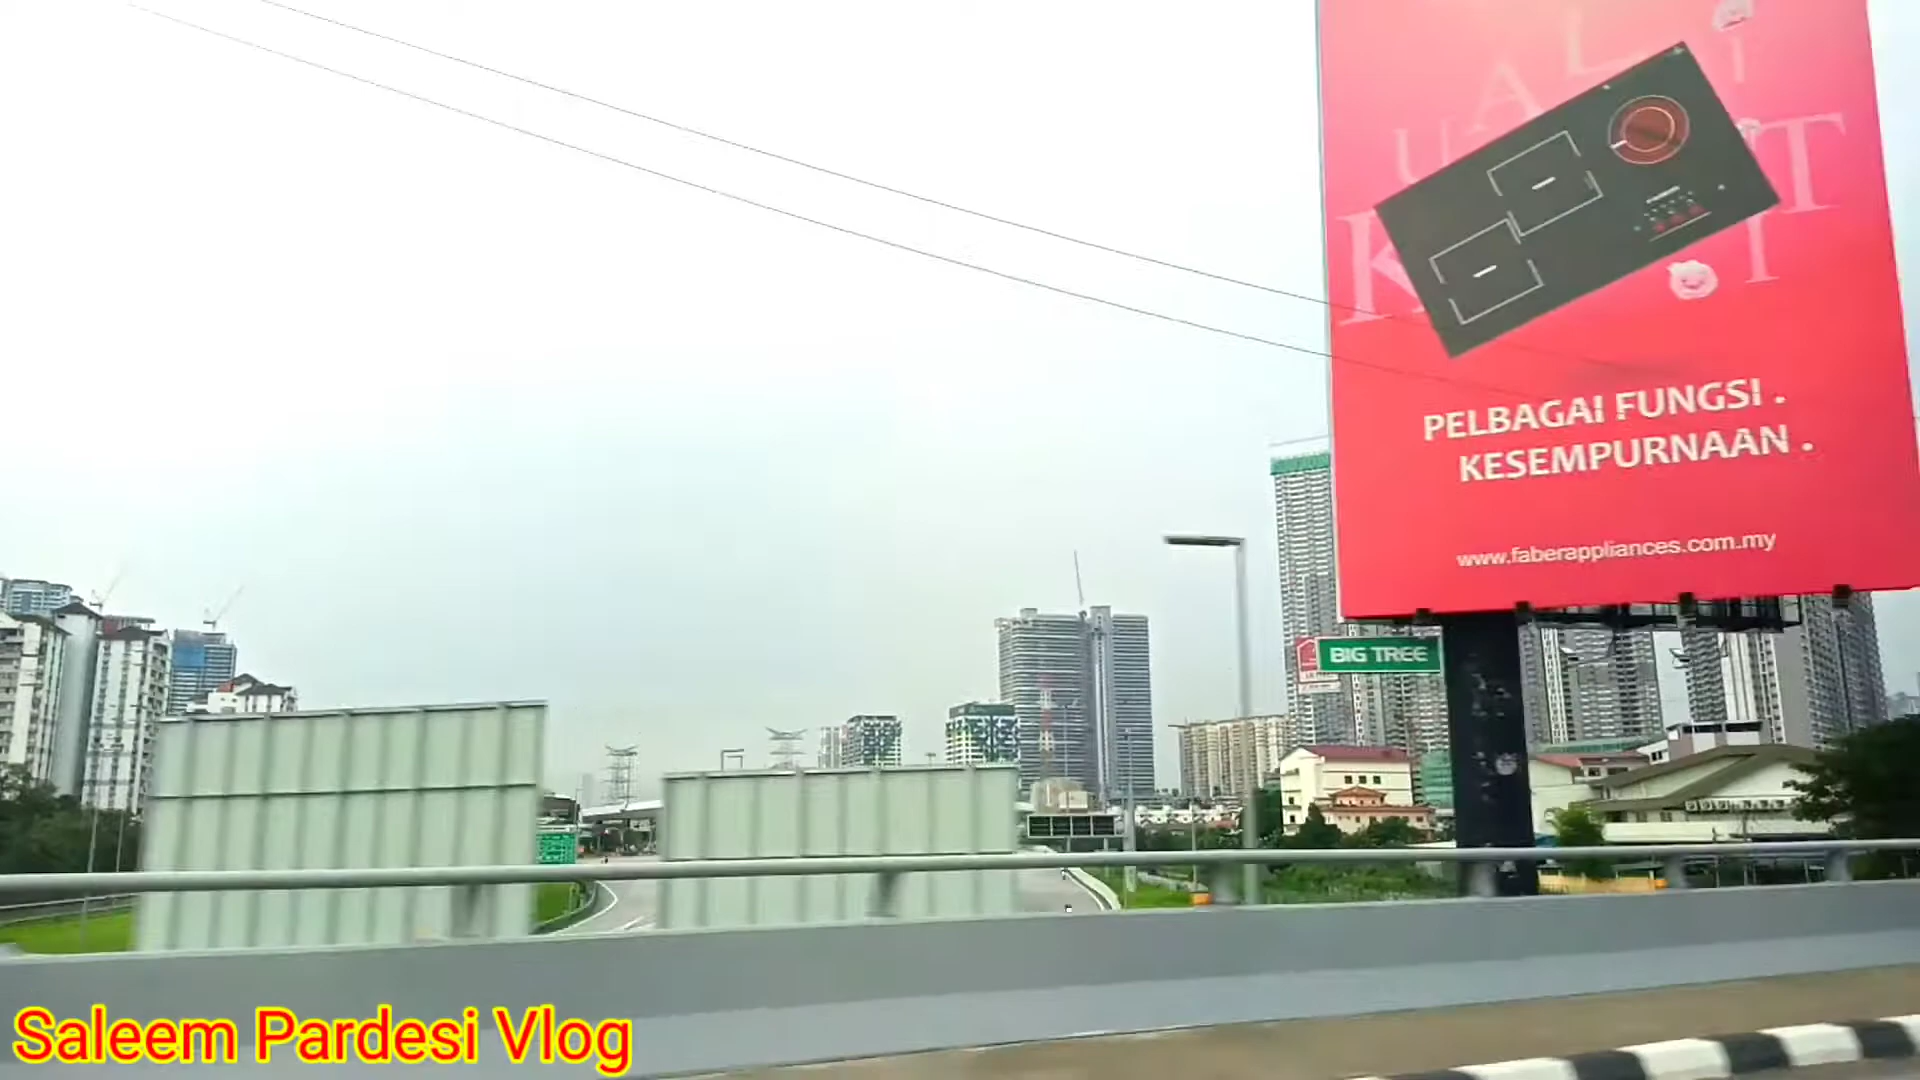 PELBAGAI FUNGSI .
KESEMPURNAAN .
www.faberappliances.com.my
BIG TREE
Saleem Pardesi Vlog